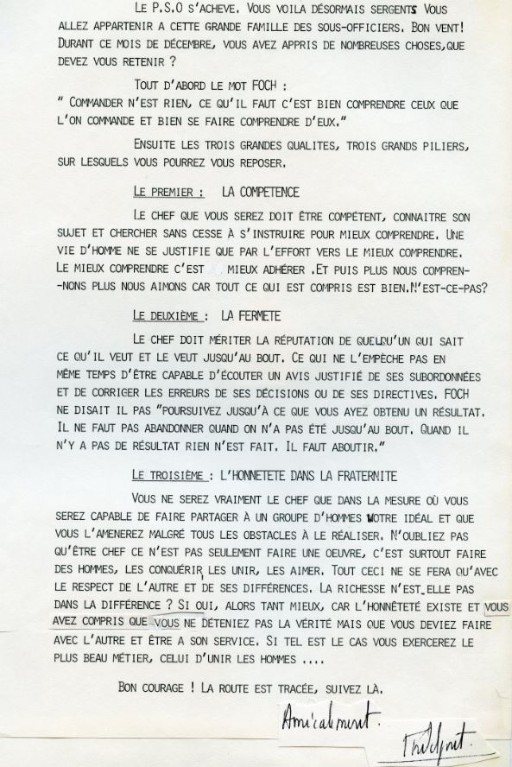 LE P.S.O S'ACHEVE. VOUS VOILA DÉSORMAIS SERGENTS VOUS
ALLEZ APPARTENIR A CETTE GRANDE FAMILLE DES SOUS-OFFICIERS. BON VENT!
DURANT CE MOIS DE DÉCEMBRE, VOUS AVEZ APPRIS DE NOMBREUSES CHOSES,QUE
DEVEZ VOUS RETENIR ?
TOUT D'ABORD LE MOT FOCH :
" COMMANDER N'EST RIEN, CE QU'IL FAUT C'EST BIEN COMPRENDRE CEUX QUE
L'ON COMMANDE ET BIEN SE FAIRE COMPRENDRE D'EUX."
ENSUITE LES TROIS GRANDES QUALITES, TROIS GRANDS PILIERS,
SUR LESQUELS VOUS POURREZ VOUS REPOSER.
LE PREMIER : LA COMPETENCE
LE CHEF QUE VOUS SEREZ DOIT ÊTRE COMPÉTENT, CONNAITRE SON
SUJET ET CHERCHER SANS CESSE À S'INSTRUIRE POUR MIEUX COMPRENDRE. UNE
VIE D'HOMME NE SE JUSTIFIE QUE PAR L'EFFORT VERS LE MIEUX COMPRENDRE.
LE MIEUX COMPRENDRE C'EST MIEUX ADHÉRER .ET PUIS PLUS NOUS COMPREN-
-NONS PLUS NOUS AIMONS CAR TOUT CE QUI EST COMPRIS EST BIEN.N'EST-CE-PAS?
LE DEUXIÈME : LA FERMETE
LE CHEF DOIT MÉRITER LA RÉPUTATION DE QUELQU'UN QUI SAIT
CE QU'IL VEUT ET LE VEUT JUSQU'AU BOUT. CE QUI NE L'EMPÈCHE PAS EN
MÊME TEMPS D'ÊTRE CAPABLE D'ÉCOUTER UN AVIS JUSTIFIÉ DE SES SUBORDONNÉES
ET DE CORRIGER LES ERREURS DE SES DÉCISIONS OU DE SES DIRECTIVES. FOCH
NE DISAIT IL PAS "POURSUIVEZ JUSQU'À CE QUE VOUS AYEZ OBTENU UN RÉSULTAT.
IL NE FAUT PAS ABANDONNER QUAND ON N'A PAS ÉTÉ JUSQU'AU BOUT. QUAND IL
N'Y A PAS DE RÉSULTAT RIEN N'EST FAIT. IL FAUT ABOUTIR."
LE TROISIÈME : L'HONNETETE DANS LA FRATERNITE
VOUS NE SEREZ VRAIMENT LE CHEF QUE DANS LA MESURE OÙ VOUS
SEREZ CAPABLE DE FAIRE PARTAGER À UN GROUPE D'HOMMES VOTRE IDÉAL ET QUE
VOUS L'AMENEREZ MALGRÉ TOUS LES OBSTACLES À LE RÉALISER. N'OUBLIEZ PAS
QU'ÊTRE CHEF CE N'EST PAS SEULEMENT FAIRE UNE OEUVRE, C'EST SURTOUT FAIRE
DES HOMMES, LES CONQUÉRIR, LES UNIR, LES AIMER. TOUT CECI NE SE FERA QU'AVEC
LE RESPECT DE L'AUTRE ET DE SES DIFFÉRENCES. LA RICHESSE N'EST ELLE PAS
DANS LA DIFFÉRENCE ? SI OUI, ALORS TANT MIEUX, CAR L'HONNÊTETÉ EXISTE ET VOUS
AVEZ COMPRIS QUE VOUS NE DÉTENIEZ PAS LA VÉRITÉ MAIS QUE VOUS DEVIEZ FAIRE
AVEC L'AUTRE ET ÊTRE A SON SERVICE. SI TEL EST LE CAS VOUS EXERCEREZ LE
PLUS BEAU MÉTIER, CELUI D'UNIR LES HOMMES ....
BON COURAGE ! LA ROUTE EST TRACÉE, SUIVEZ LÀ.
Amicalement.